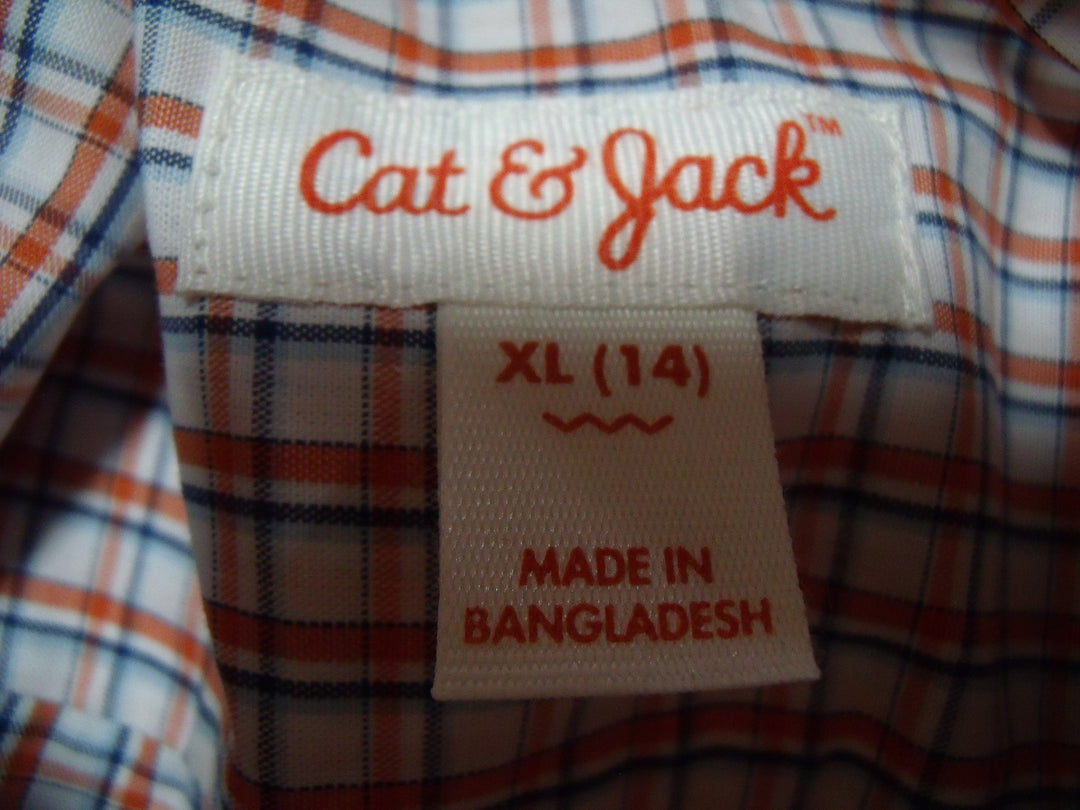 Cat & Jack™
XL (14)
MADE IN
BANGLADESH